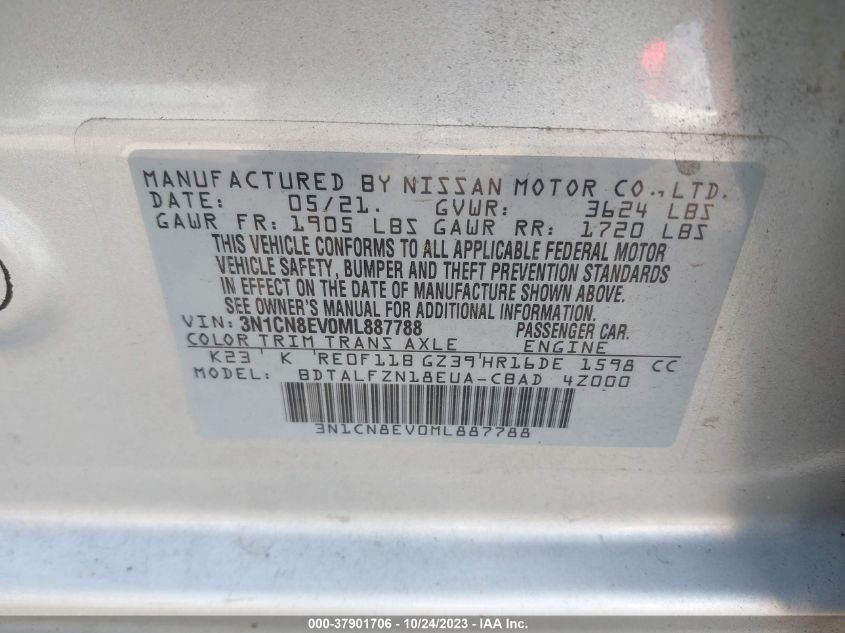 MANUFACTURED BY NISSAN MOTOR CO., LTD.
DATE: 05/21. GVWR: 3624 LBS
GAWR FR: 1905 LBS GAWR RR: 1720 LBS
THIS VEHICLE CONFORMS TO ALL APPLICABLE FEDERAL MOTOR
VEHICLE SAFETY, BUMPER AND THEFT PREVENTION STANDARDS
IN EFFECT ON THE DATE OF MANUFACTURE SHOWN ABOVE.
SEE OWNER'S MANUAL FOR ADDITIONAL INFORMATION.
VIN: 3N1CN8EV0ML887788 PASSENGER CAR.
COLOR TRIM TRANS AXLE ENGINE
K23 K RE0F11B GZ39 HR16DE 1598 CC
MODEL: BDTALFZN18EUA-CBAD 4Z000
3N1CN8EV0ML887788
000-37901706 - 10/24/2023 - IAA Inc.